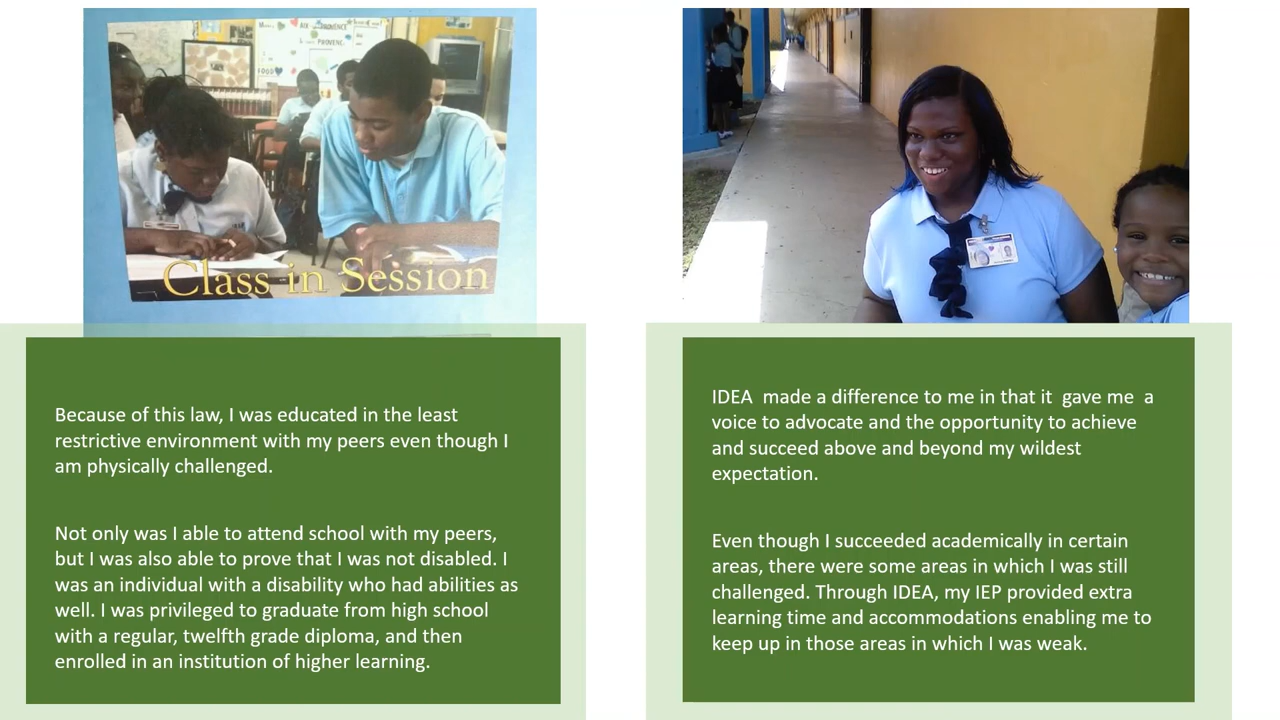 Class in Session
Because of this law, I was educated in the least
restrictive environment with my peers even though I
am physically challenged.
Not only was I able to attend school with my peers,
but I was also able to prove that I was not disabled. I
was an individual with a disability who had abilities as
well. I was privileged to graduate from high school
with a regular, twelfth grade diploma, and then
enrolled in an institution of higher learning.
IDEA  made a difference to me in that it  gave me  a
voice to advocate and the opportunity to achieve
and succeed above and beyond my wildest
expectation.
Even though I succeeded academically in certain
areas, there were some areas in which I was still
challenged. Through IDEA, my IEP provided extra
learning time and accommodations enabling me to
keep up in those areas in which I was weak.